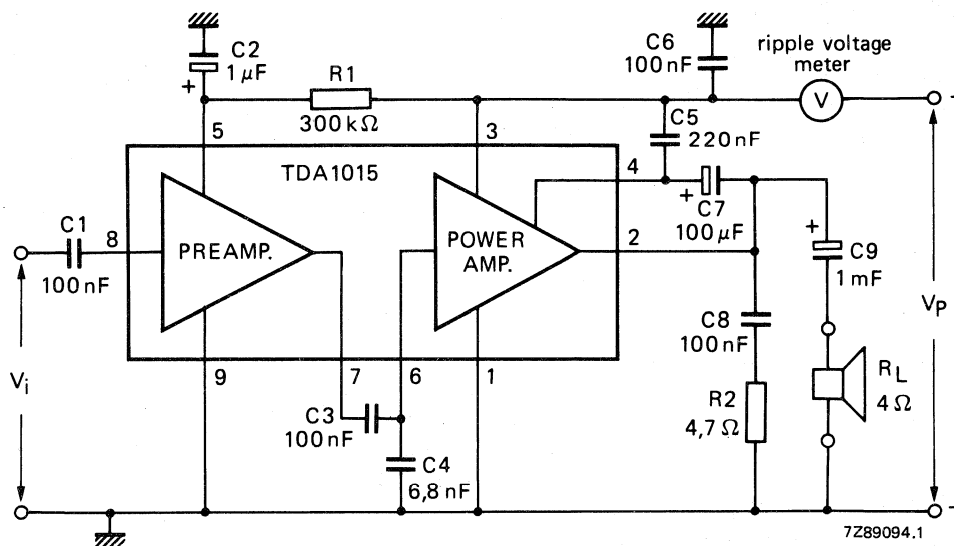 C2
1 µF
+
R1
300 kΩ
C6
100 nF
ripple voltage
meter
V
+
5
3
C5
220 nF
TDA1015
4
+
C7
100 µF
C1
100 nF
8
PREAMP.
POWER
AMP.
2
+
C9
1 mF
Vi
VP
C8
100 nF
9
7
6
1
C3
100 nF
R2
4,7 Ω
RL
4 Ω
C4
6,8 nF
−
7Z89094.1